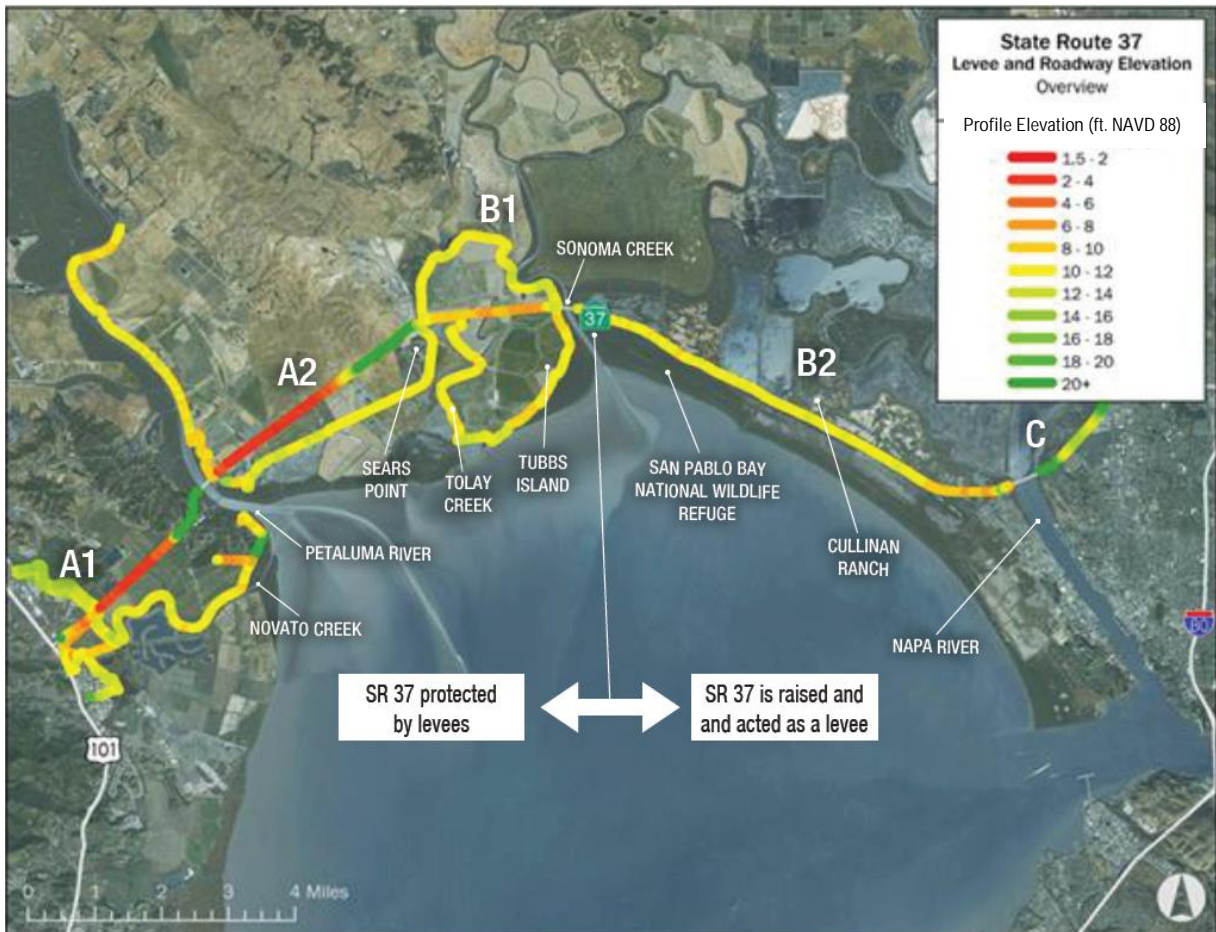 State Route 37
Levee and Roadway Elevation
Overview
Profile Elevation (ft. NAVD 88)
1.5 - 2
2 - 4
4 - 6
6 - 8
8 - 10
10 - 12
12 - 14
14 - 16
16 - 18
18 - 20
20+
B1
SONOMA CREEK
37
A2
B2
C
SEARS
POINT
TOLAY
CREEK
TUBBS
ISLAND
SAN PABLO BAY
NATIONAL WILDLIFE
REFUGE
CULLINAN
RANCH
PETALUMA RIVER
A1
NOVATO CREEK
NAPA RIVER
80
SR 37 protected
by levees
SR 37 is raised and
and acted as a levee
101
0 1 2 3 4 Miles